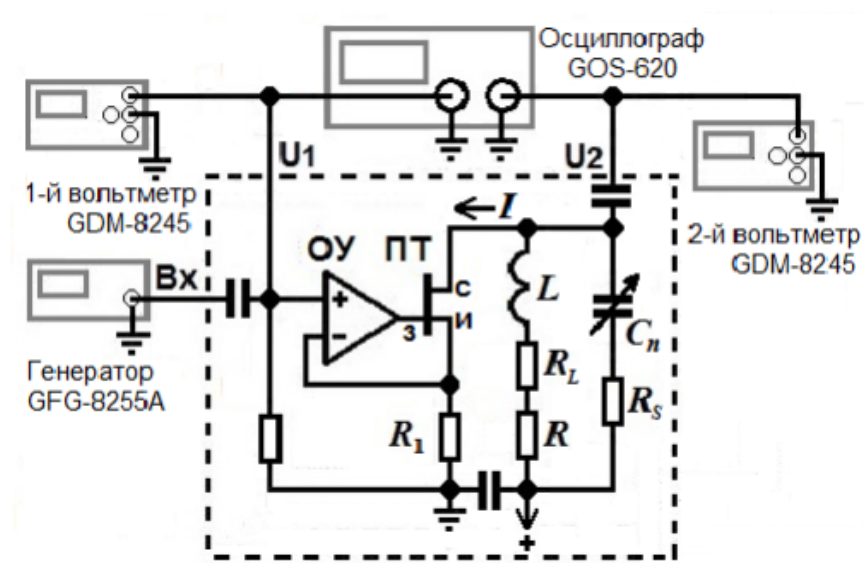 Осциллограф
GOS-620
U1
U2
1-й вольтметр
GDM-8245
2-й вольтметр
GDM-8245
I
ОУ
ПТ
Вх
+
-
с
и
з
L
Cn
RL
RS
R1
R
Генератор
GFG-8255A
+